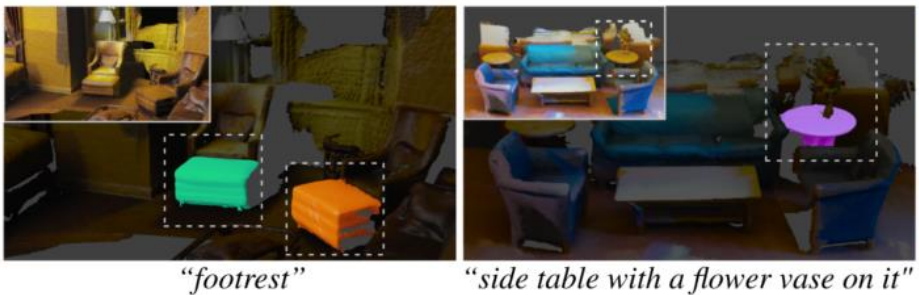 “footrest”
“side table with a flower vase on it"